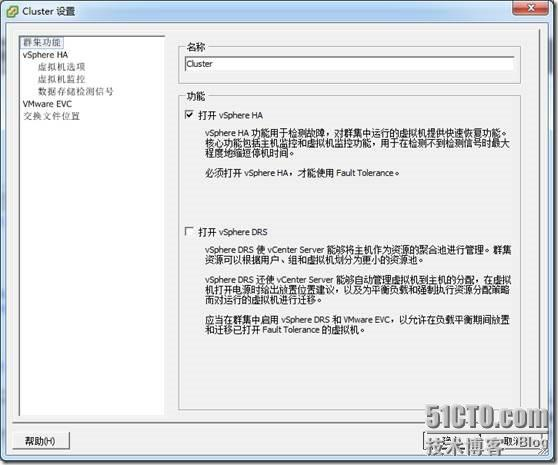 Cluster 设置
群集功能
vSphere HA
虚拟机选项
虚拟机监控
数据存储检测信号
VMware EVC
交换文件位置
名称
Cluster
功能
打开 vSphere HA
vSphere HA 功能用于检测故障，对群集中运行的虚拟机提供快速恢复功能。
核心功能包括主机监控和虚拟机监控功能，用于在检测不到检测信号时最大
程度地缩短停机时间。
必须打开 vSphere HA，才能使用 Fault Tolerance。
打开 vSphere DRS
vSphere DRS 使 vCenter Server 能够将主机作为资源的聚合池进行管理。群集
资源可以根据用户、组和虚拟机划分为更小的资源池。
vSphere DRS 还使 vCenter Server 能够自动管理虚拟机到主机的分配，在虚拟
机打开电源时给出放置位置建议，以及为平衡负载和强制执行资源分配策略
而对运行的虚拟机进行迁移。
应当在群集中启用 vSphere DRS 和 VMware EVC，以允许在负载平衡期间放置
和迁移已打开 Fault Tolerance 的虚拟机。
帮助(H)
51CTO.com
技术博客 Blog